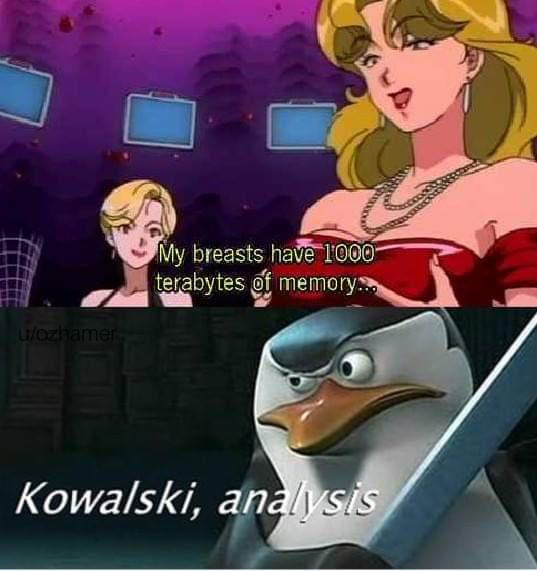 My breasts have 1000
terabytes of memory...
u/ozhamer
Kowalski, analysis